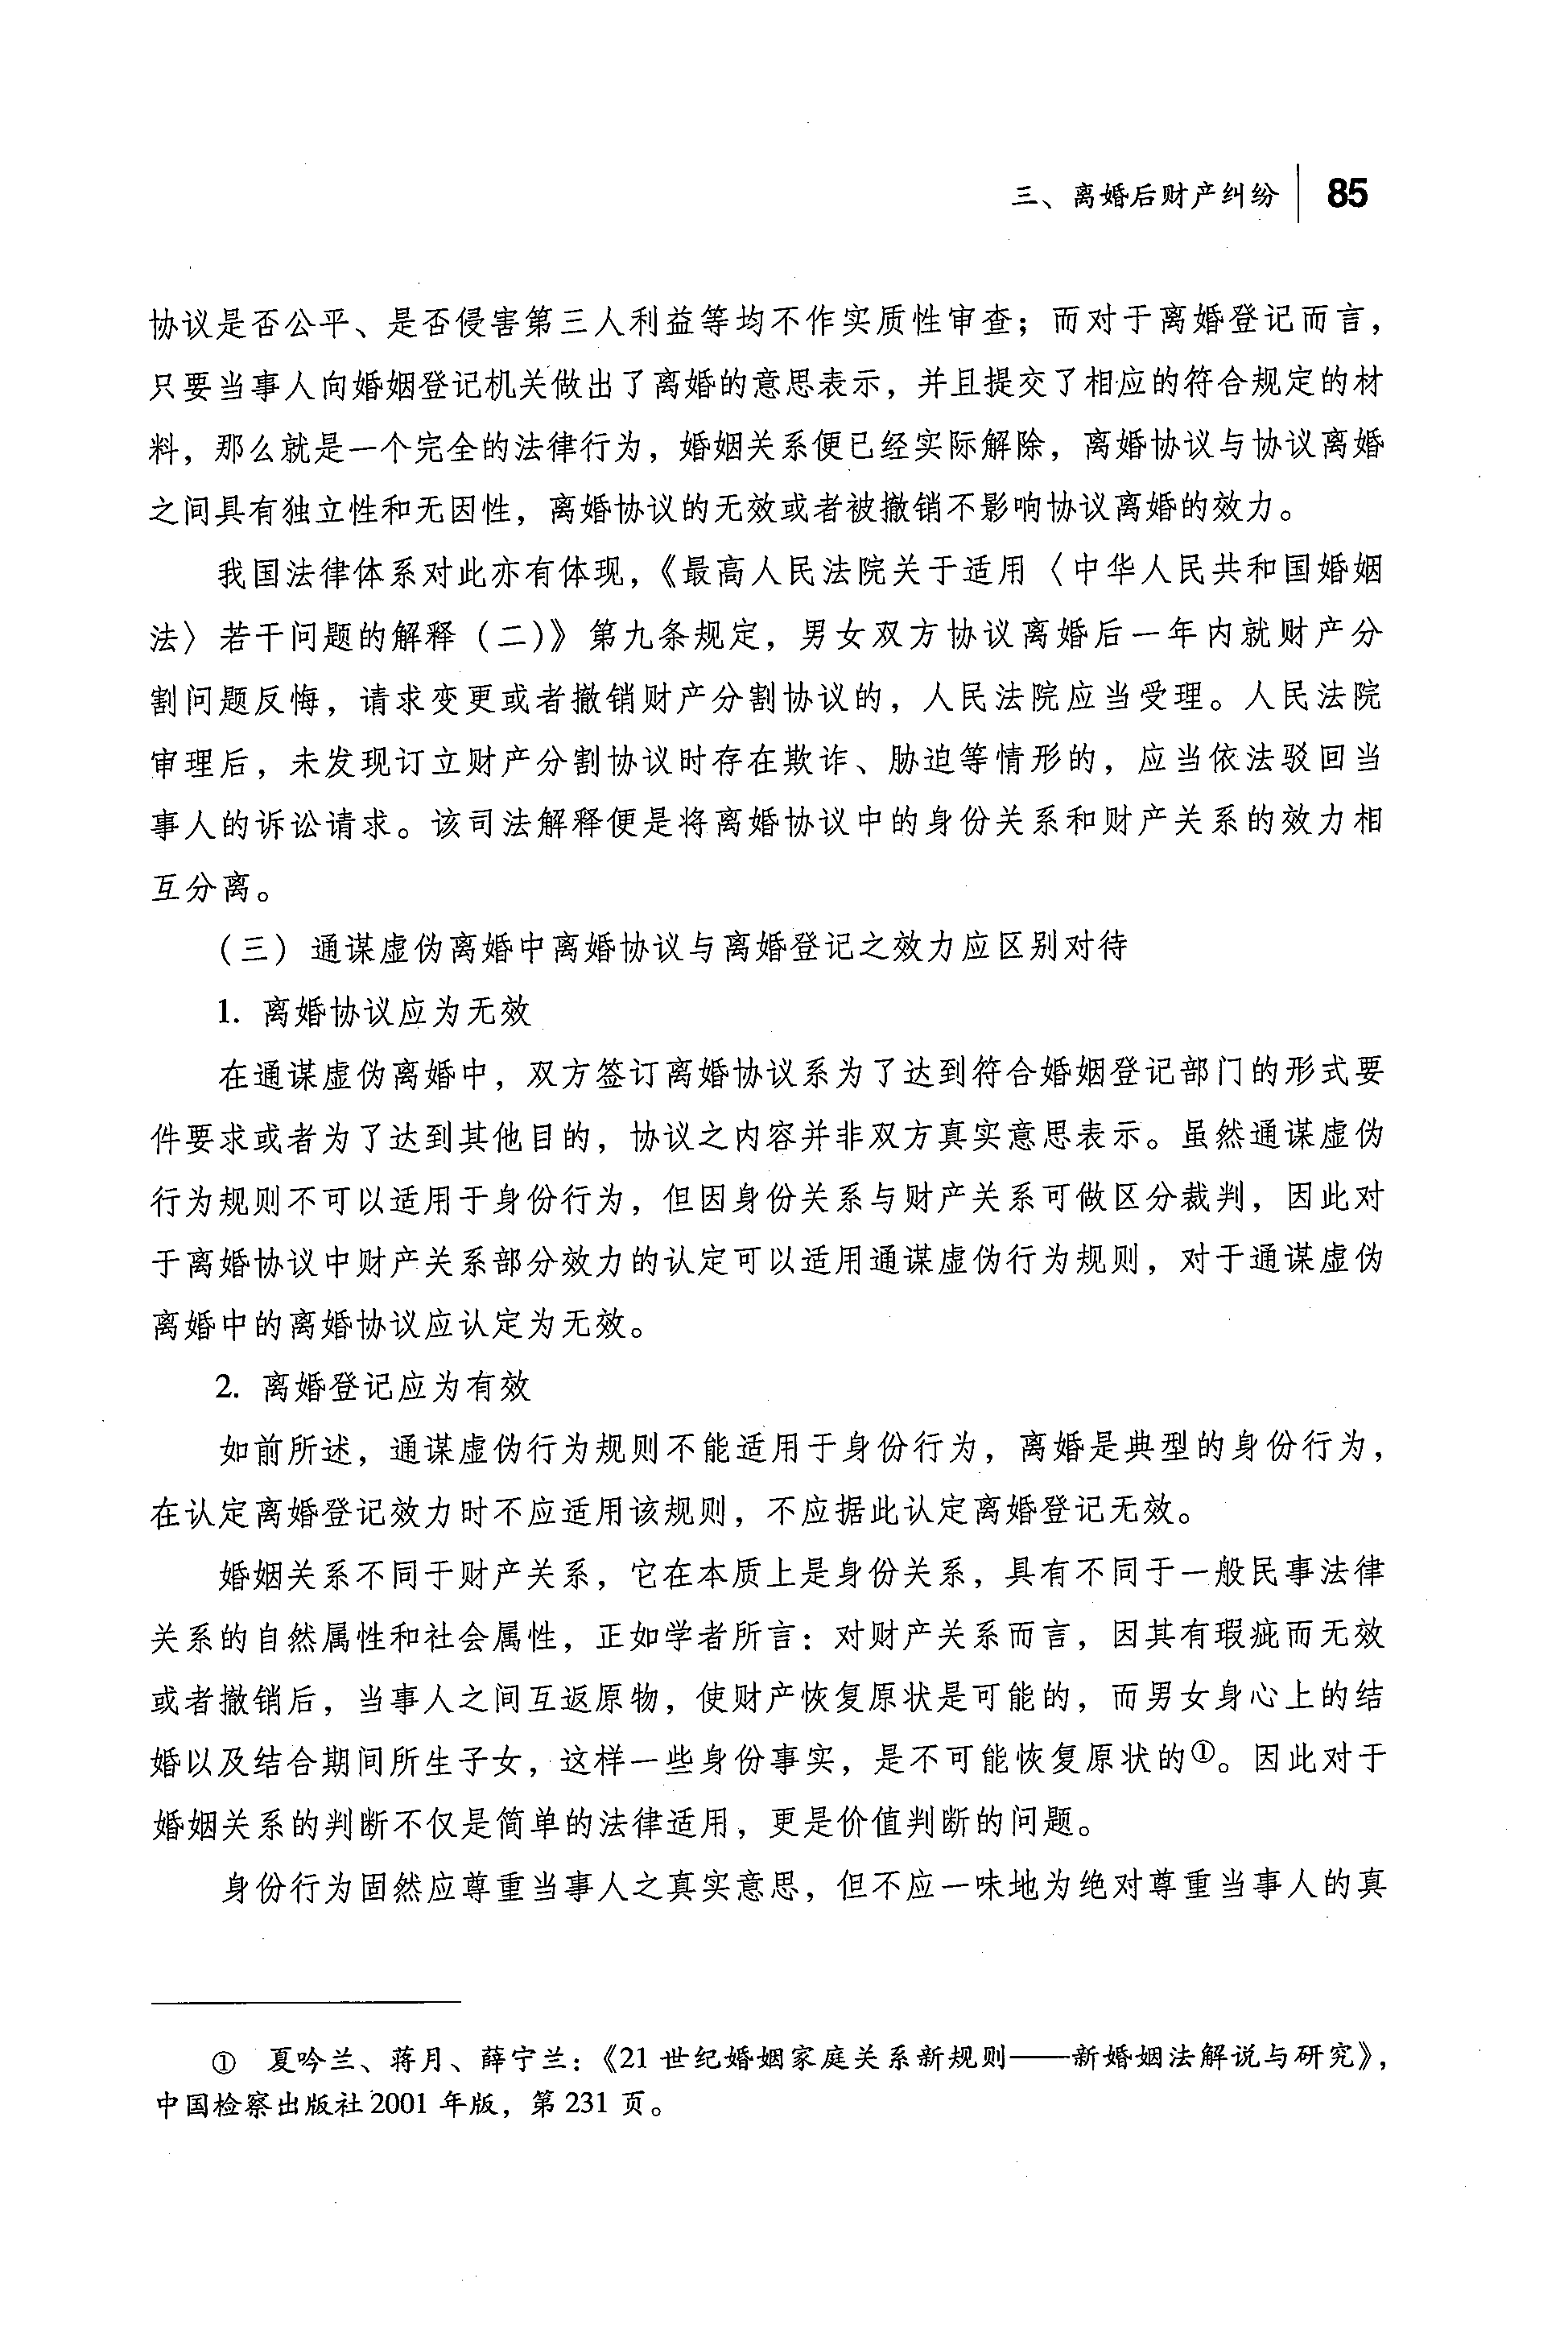 三、离婚后财产纠纷 85
协议是否公平、是否侵害第三人利益等均不作实质性审查；而对于离婚登记而言，
只要当事人向婚姻登记机关做出了离婚的意思表示，并且提交了相应的符合规定的材
料，那么就是一个完全的法律行为，婚姻关系便已经实际解除，离婚协议与协议离婚
之间具有独立性和无因性，离婚协议的无效或者被撤销不影响协议离婚的效力。
我国法律体系对此亦有体现，《最高人民法院关于适用〈中华人民共和国婚姻
法〉若干问题的解释（二）》第九条规定，男女双方协议离婚后一年内就财产分
割问题反悔，请求变更或者撤销财产分割协议的，人民法院应当受理。人民法院
审理后，未发现订立财产分割协议时存在欺诈、胁迫等情形的，应当依法驳回当
事人的诉讼请求。该司法解释便是将离婚协议中的身份关系和财产关系的效力相
互分离。
（三）通谋虚伪离婚中离婚协议与离婚登记之效力应区别对待
1. 离婚协议应为无效
在通谋虚伪离婚中，双方签订离婚协议系为了达到符合婚姻登记部门的形式要
件要求或者为了达到其他目的，协议之内容并非双方真实意思表示。虽然通谋虚伪
行为规则不可以适用于身份行为，但因身份关系与财产关系可做区分裁判，因此对
于离婚协议中财产关系部分效力的认定可以适用通谋虚伪行为规则，对于通谋虚伪
离婚中的离婚协议应认定为无效。
2. 离婚登记应为有效
如前所述，通谋虚伪行为规则不能适用于身份行为，离婚是典型的身份行为，
在认定离婚登记效力时不应适用该规则，不应据此认定离婚登记无效。
婚姻关系不同于财产关系，它在本质上是身份关系，具有不同于一般民事法律
关系的自然属性和社会属性，正如学者所言：对财产关系而言，因其有瑕疵而无效
或者撤销后，当事人之间互返原物，使财产恢复原状是可能的，而男女身心上的结
婚以及结合期间所生子女，这样一些身份事实，是不可能恢复原状的①。因此对于
婚姻关系的判断不仅是简单的法律适用，更是价值判断的问题。
身份行为固然应尊重当事人之真实意思，但不应一味地为绝对尊重当事人的真
① 夏吟兰、蒋月、薛宁兰：《21 世纪婚姻家庭关系新规则——新婚姻法解说与研究》，
中国检察出版社 2001 年版，第 231 页。